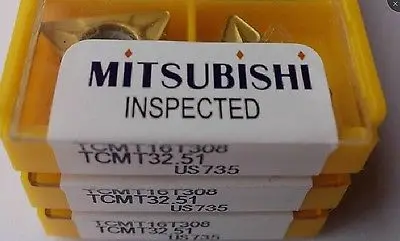 MITSUBISHI
INSPECTED
TCMT16T308
TCMT32.51
US735
TCMT16T308
TCMT32.51
US735
TCMT16T308
TCMT32.51
US735